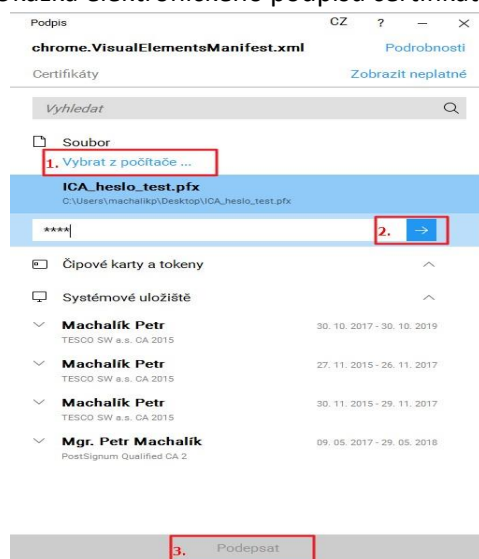 Ukázka elektronického podpisu certifikát
Podpis CZ ? — ×
chrome.VisualElementsManifest.xml Podrobnosti
Certifikáty Zobrazit neplatné
Vyhledat
Soubor
1. Vybrat z počítače ...
ICA_heslo_test.pfx
C:\Users\machalikp\Desktop\ICA_heslo_test.pfx
**** 2. →
Čipové karty a tokeny
Systémové uložiště
Machalík Petr 30. 10. 2017 - 30. 10. 2019
TESCO SW a.s. CA 2015
Machalík Petr 27. 11. 2015 - 26. 11. 2017
TESCO SW a.s. CA 2015
Machalík Petr 30. 11. 2015 - 29. 11. 2017
TESCO SW a.s. CA 2015
Mgr. Petr Machalík 09. 05. 2017 - 29. 05. 2018
PostSignum Qualified CA 2
3. Podepsat